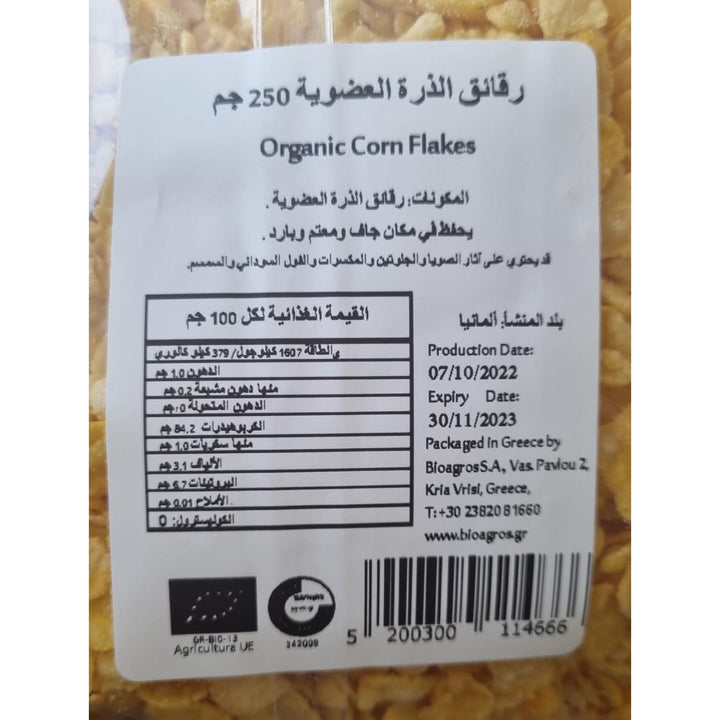 رقائق الذرة العضوية 250 جم
Organic Corn Flakes
المكونات: رقائق الذرة العضوية .
يحفظ في مكان جاف ومعتم وبارد .
قد يحتوي على آثار الصويا والجلوتين والمكسرات والفول السوداني والسمسم.
القيمة الغذائية لكل 100 جم
الطاقة 1607 كيلوجول/ 379 كيلو كالوري
الدهون 1.0 جم
منها دهون مشبعة 0.2 جم
الدهون المتحولة 0 جم
الكربوهيدرات 84.2 جم
منها سكريات 1.0 جم
الألياف 3.1 جم
البروتينات 6.7 جم
الأملاح 0.01 جم
الكوليسترول: 0
بلد المنشأ: ألمانيا
Production Date:
07/10/2022
Expiry Date:
30/11/2023
Packaged in Greece by
Bioagros S.A, Vas. Pavlou 2,
Kria Vrisi, Greece,
T:+30 23820 81660
www.bioagros.gr
GR-BIO-13
Agricultura UE
342009
5 200300 114666